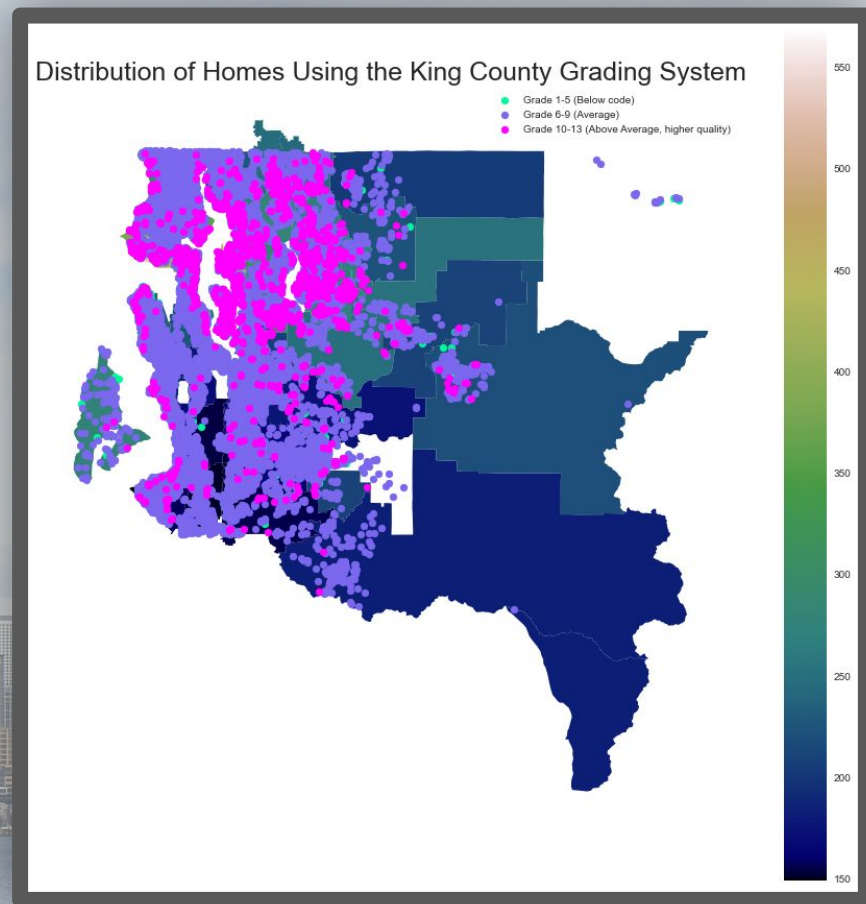 Distribution of Homes Using the King County Grading System
Grade 1-5 (Below code)
Grade 6-9 (Average)
Grade 10-13 (Above Average, higher quality)
550
500
450
400
350
300
250
200
150